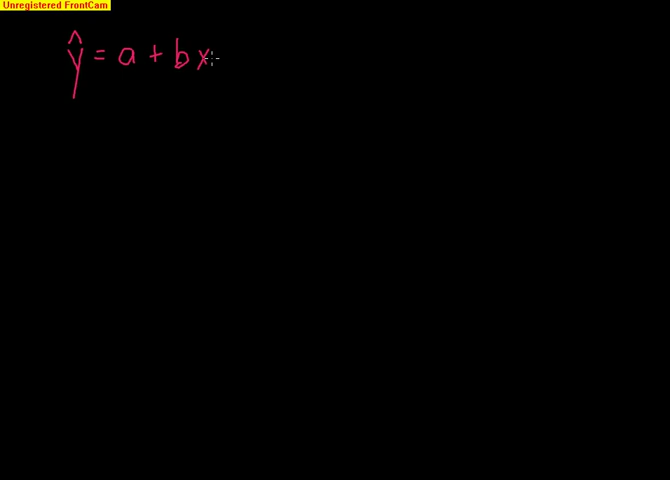 Unregistered FrontCam
ŷ = a + bx